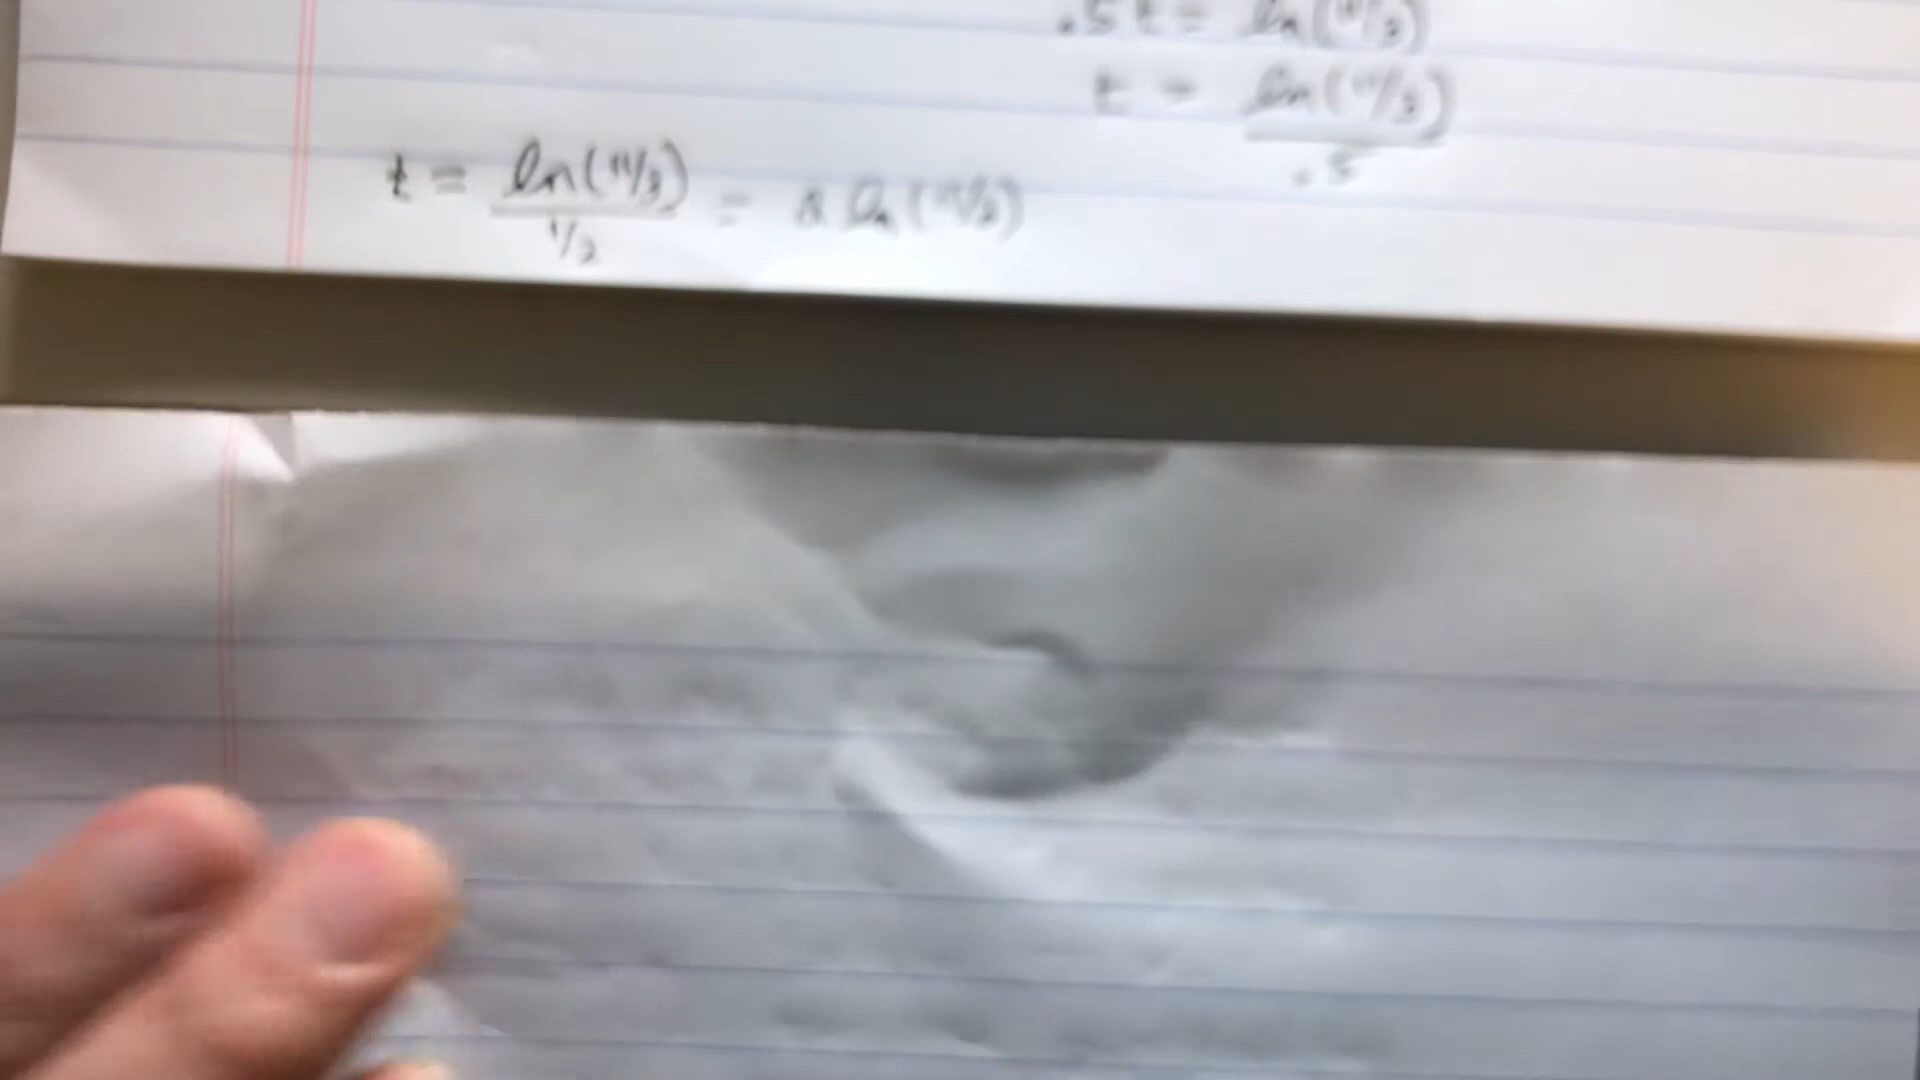 .5t = ln(11/3)
t = ln(11/3)/.5
t = ln(11/3)/1/2 = 2 ln(11/3)